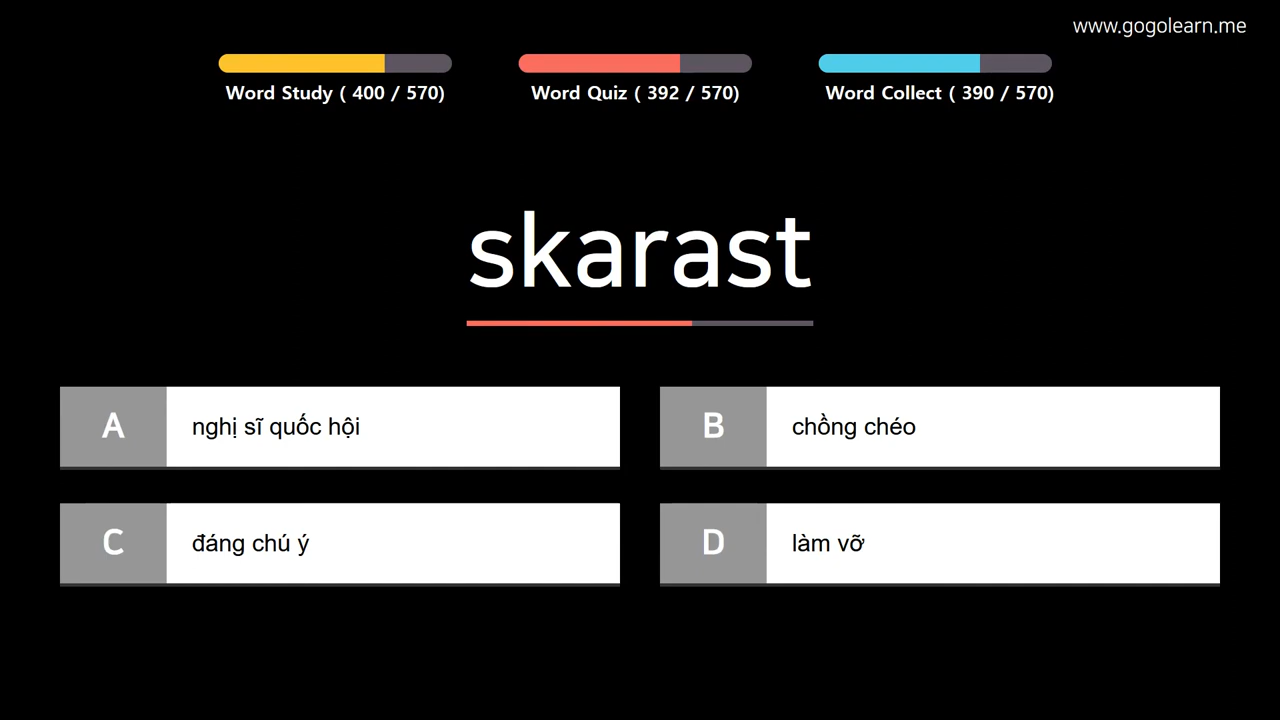 www.gogolearn.me
Word Study ( 400 / 570)
Word Quiz ( 392 / 570)
Word Collect ( 390 / 570)
skarast
A nghị sĩ quốc hội
B chồng chéo
C đáng chú ý
D làm vỡ